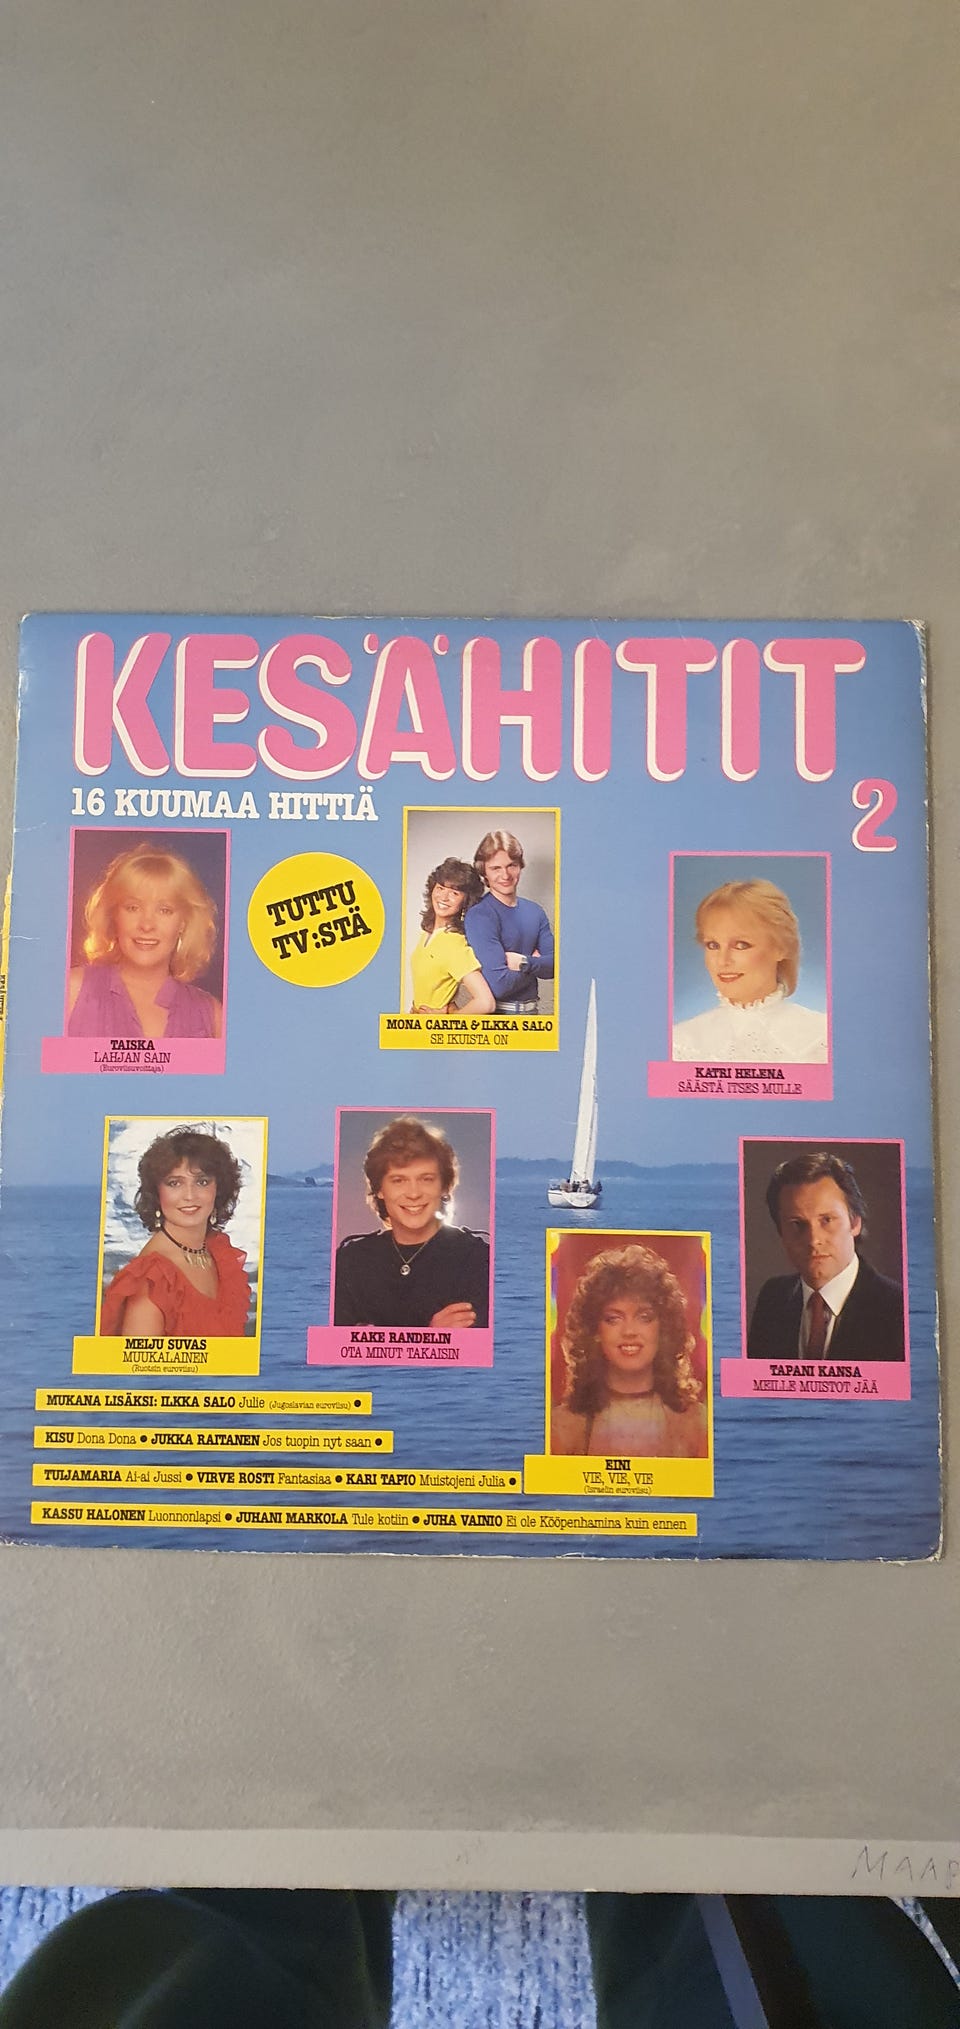 KESÄHITIT
2
16 KUUMAA HITTIÄ
TUTTU
TV:STÄ
TAISKA
LAHJAN SAIN
(Euroviisuvoittaja)
MONA CARITA & ILKKA SALO
SE IKUISTA ON
KATRI HELENA
SÄÄSTÄ ITSES MULLE
MEIJU SUVAS
MUUKALAINEN
(Ruotsin euroviisu)
KAKE RANDELIN
OTA MINUT TAKAISIN
EINI
VIE, VIE, VIE
(Israelin euroviisu)
TAPANI KANSA
MEILLE MUISTOT JÄÄ
MUKANA LISÄKSI: ILKKA SALO Julie (Jugoslavian euroviisu) ●
KISU Dona Dona ● JUKKA RAITANEN Jos tuopin nyt saan ●
TUIJAMARIA Ai-ai Jussi ● VIRVE ROSTI Fantasiaa ● KARI TAPIO Muistojeni Julia ●
KASSU HALONEN Luonnonlapsi ● JUHANI MARKOLA Tule kotiin ● JUHA VAINIO Ei ole Kööpenhamina kuin ennen